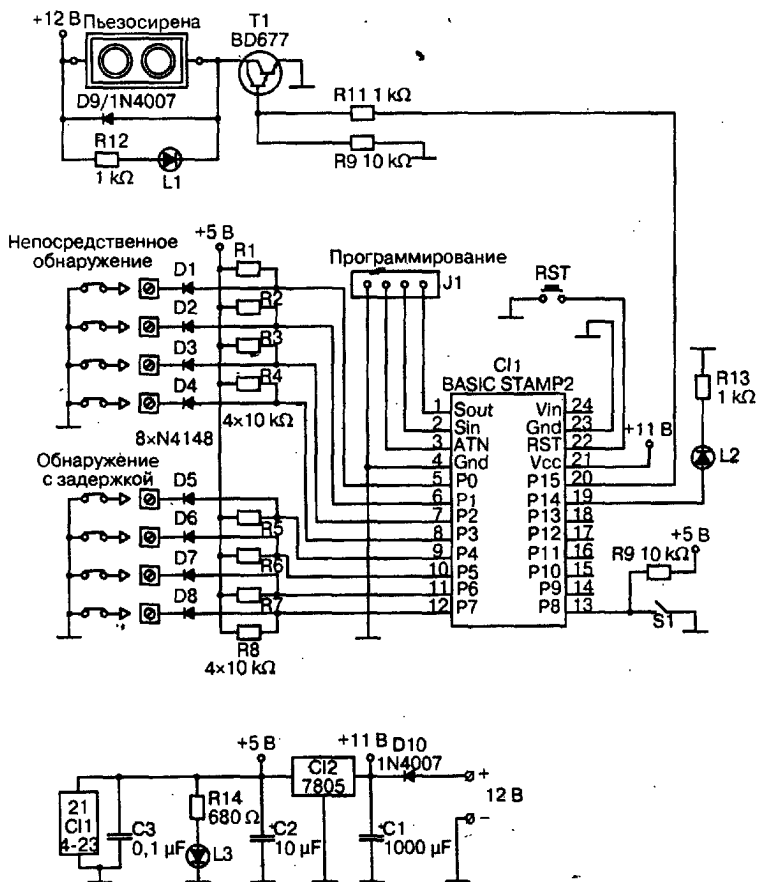 +12 В Пьезосирена
T1
BD677
D9/1N4007
R12
1 kΩ
L1
R11 1 kΩ
R9 10 kΩ
Непосредственное
обнаружение
+5 В
R1
R2
R3
R4
D1
D2
D3
D4
4×10 kΩ
8×N4148
Программирование
J1
RST
CI1
BASIC STAMP2
1 Sout
2 Sin
3 ATN
4 Gnd
5 P0
6 P1
7 P2
8 P3
9 P4
10 P5
11 P6
12 P7
Vin 24
Gnd 23
RST 22
Vcc 21
P15 20
P14 19
P13 18
P12 17
P11 16
P10 15
P9 14
P8 13
+11 В
R13
1 kΩ
L2
+5 В
R9 10 kΩ
S1
Обнаружение
с задержкой
D5
D6
D7
D8
R5
R6
R7
R8
4×10 kΩ
+5 В
+11 В
D10
1N4007
CI2
7805
+
12 В
−
21
CI1
4-23
C3
0,1 µF
R14
680 Ω
L3
+
C2
10 µF
+
C1
1000 µF